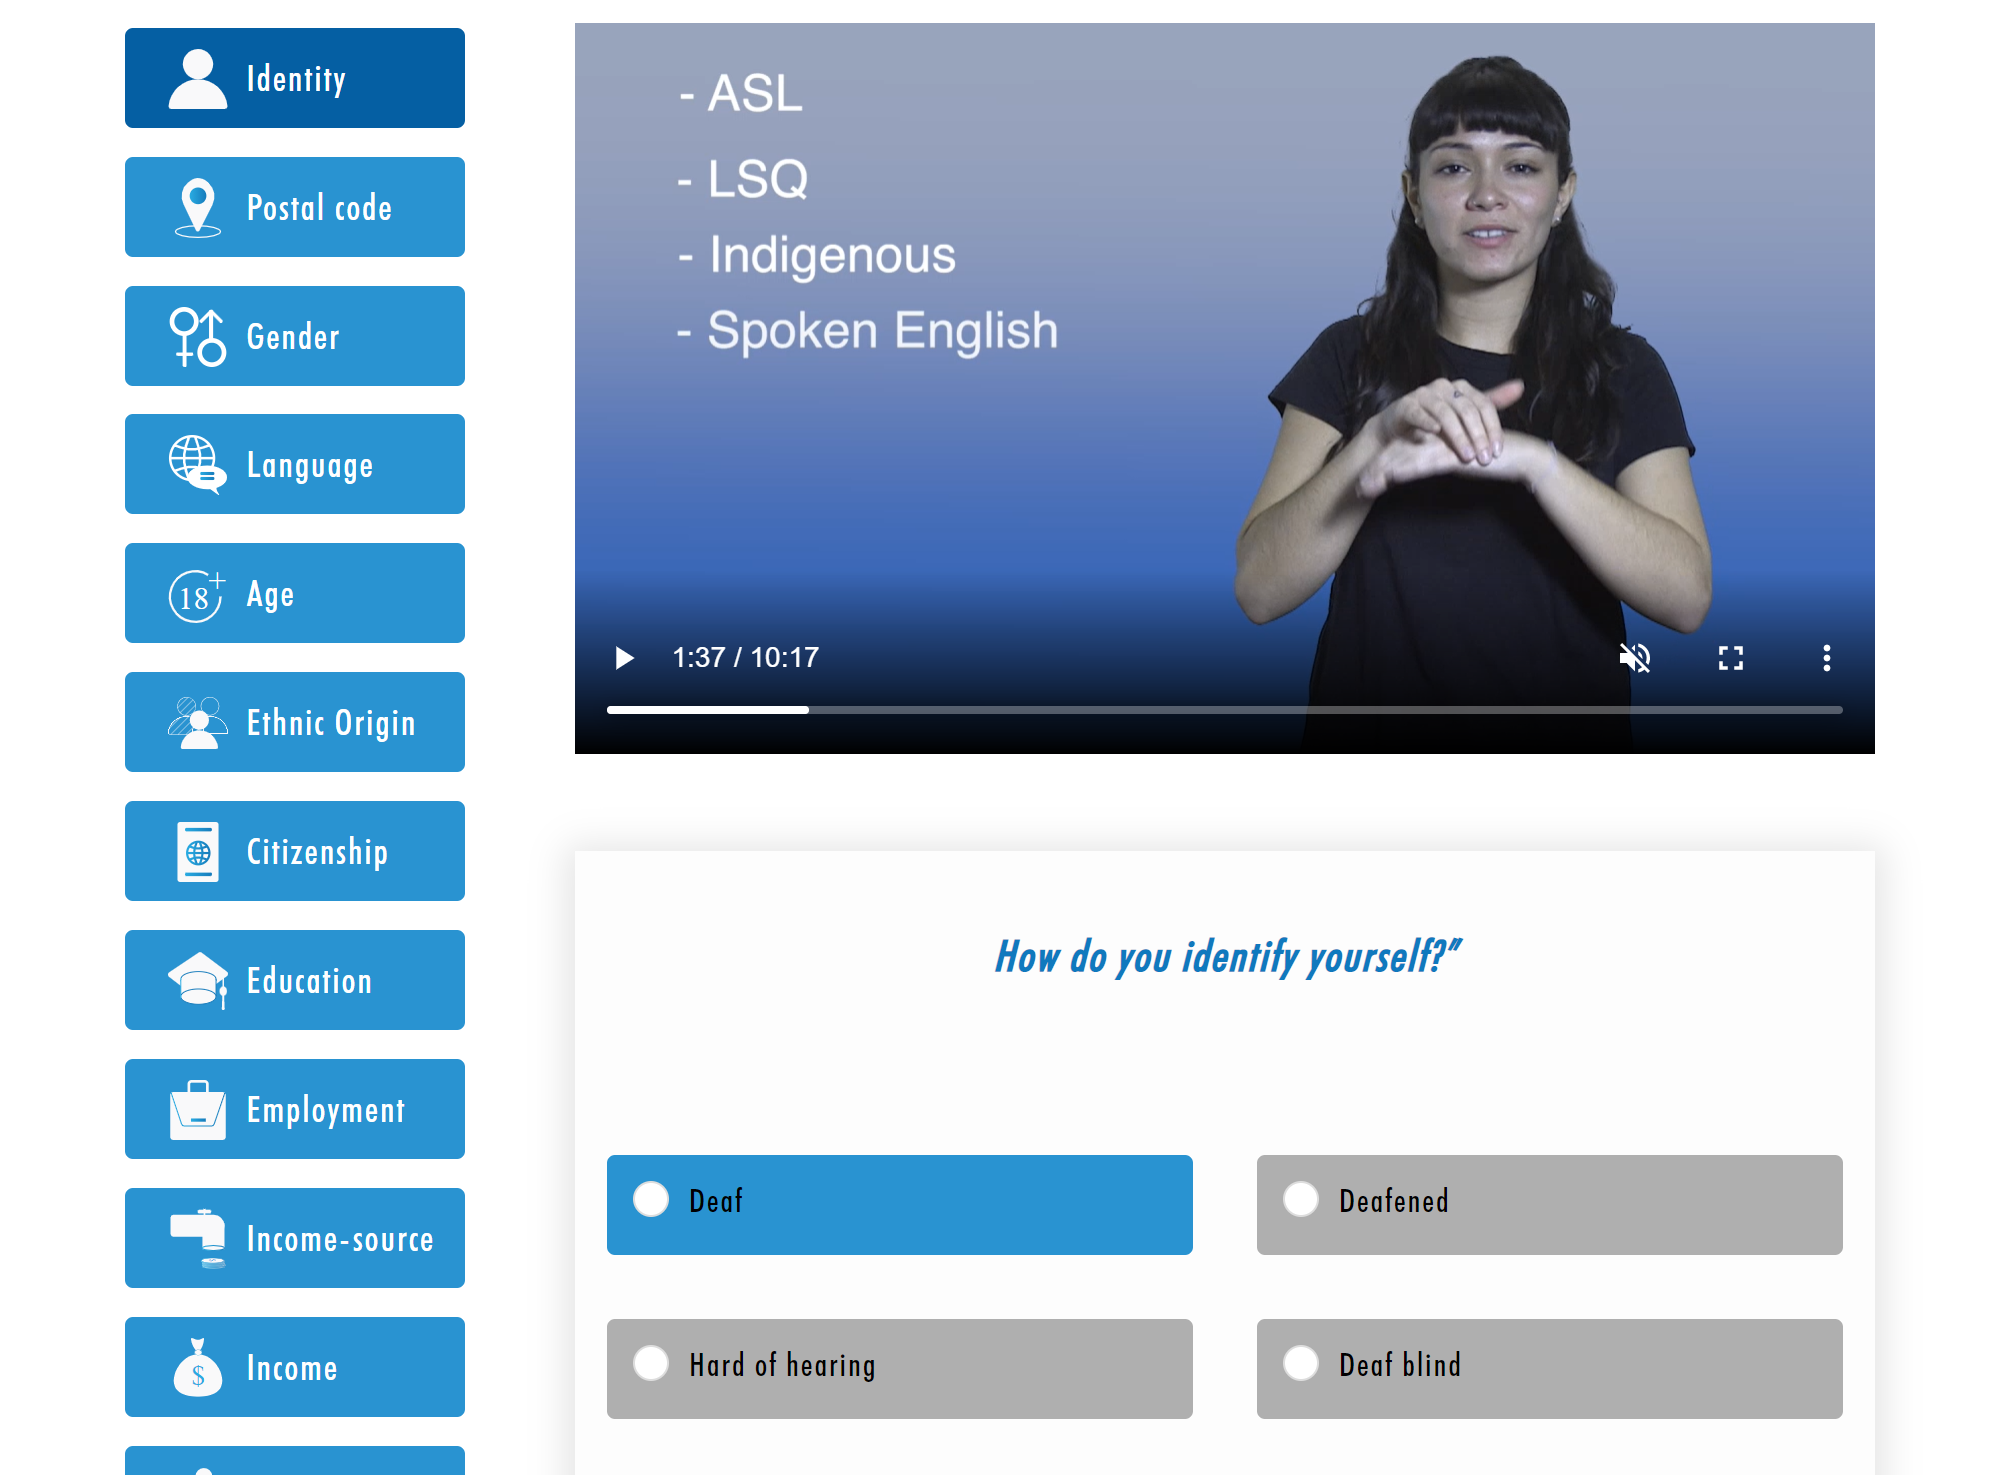 Identity
Postal code
Gender
Language
18+
Age
Ethnic Origin
Citizenship
Education
Employment
Income-source
$
Income
- ASL
- LSQ
- Indigenous
- Spoken English
1:37 / 10:17
How do you identify yourself?”
Deaf
Deafened
Hard of hearing
Deaf blind